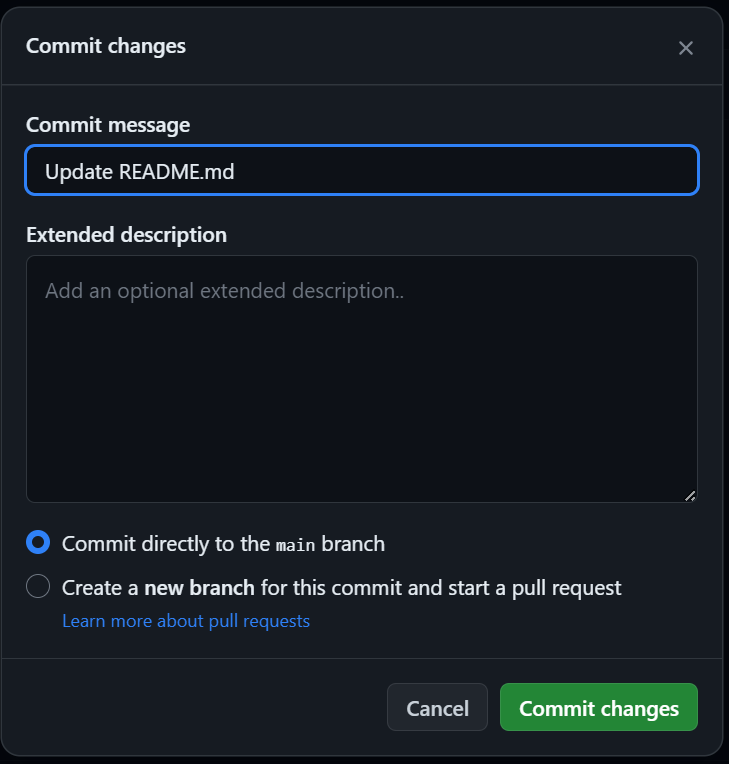 Commit changes
Commit message
Update README.md
Extended description
Add an optional extended description..
Commit directly to the main branch
Create a new branch for this commit and start a pull request
Learn more about pull requests
Cancel
Commit changes